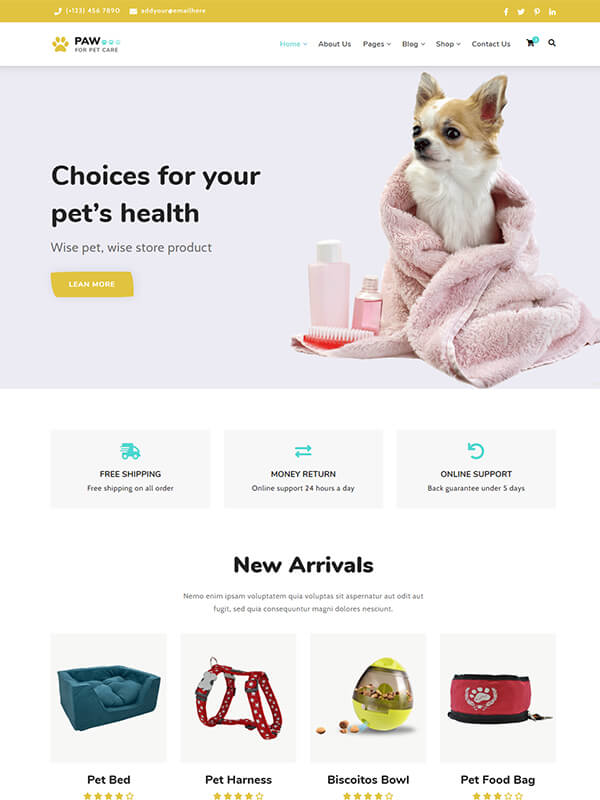 (+123) 456 7890 addyour@emailhere
PAW
FOR PET CARE
Home About Us Pages Blog Shop Contact Us
Choices for your
pet's health
Wise pet, wise store product
LEAN MORE
FREE SHIPPING
Free shipping on all order
MONEY RETURN
Online support 24 hours a day
ONLINE SUPPORT
Back guarantee under 5 days
New Arrivals
Nemo enim ipsam voluptatem quia voluptas sit aspernatur aut odit aut
fugit, sed quia consequuntur magni dolores nesciunt.
Pet Bed
Pet Harness
Biscoitos Bowl
Pet Food Bag